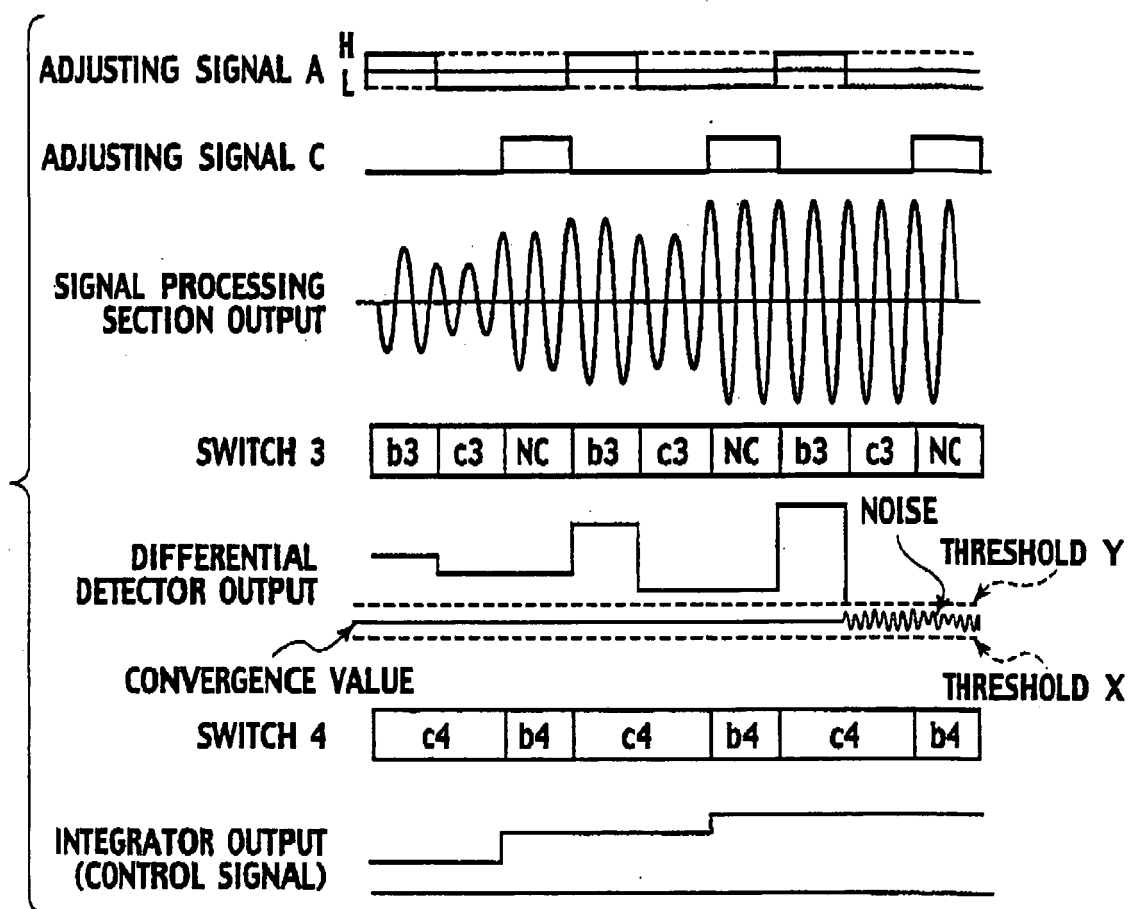 ADJUSTING SIGNAL A
H
L
ADJUSTING SIGNAL C
SIGNAL PROCESSING
SECTION OUTPUT
SWITCH 3
b3 c3 NC b3 c3 NC b3 c3 NC
NOISE
DIFFERENTIAL
DETECTOR OUTPUT
THRESHOLD Y
CONVERGENCE VALUE
THRESHOLD X
SWITCH 4
c4 b4 c4 b4 c4 b4
INTEGRATOR OUTPUT
(CONTROL SIGNAL)